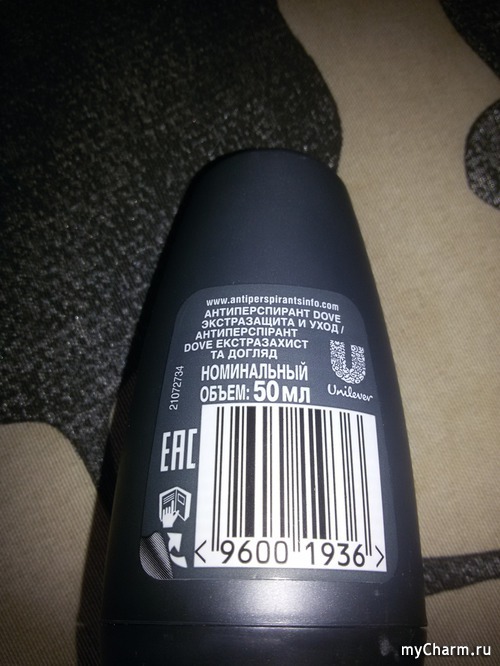 www.antiperspirantsinfo.com
АНТИПЕРСПИРАНТ DOVE
ЭКСТРАЗАЩИТА И УХОД /
АНТИПЕРСПІРАНТ
DOVE ЕКСТРАЗАХИСТ
ТА ДОГЛЯД
НОМИНАЛЬНЫЙ
ОБЪЕМ: 50 МЛ
Unilever
21072734
EAC
< 9600 1936 >
myCharm.ru